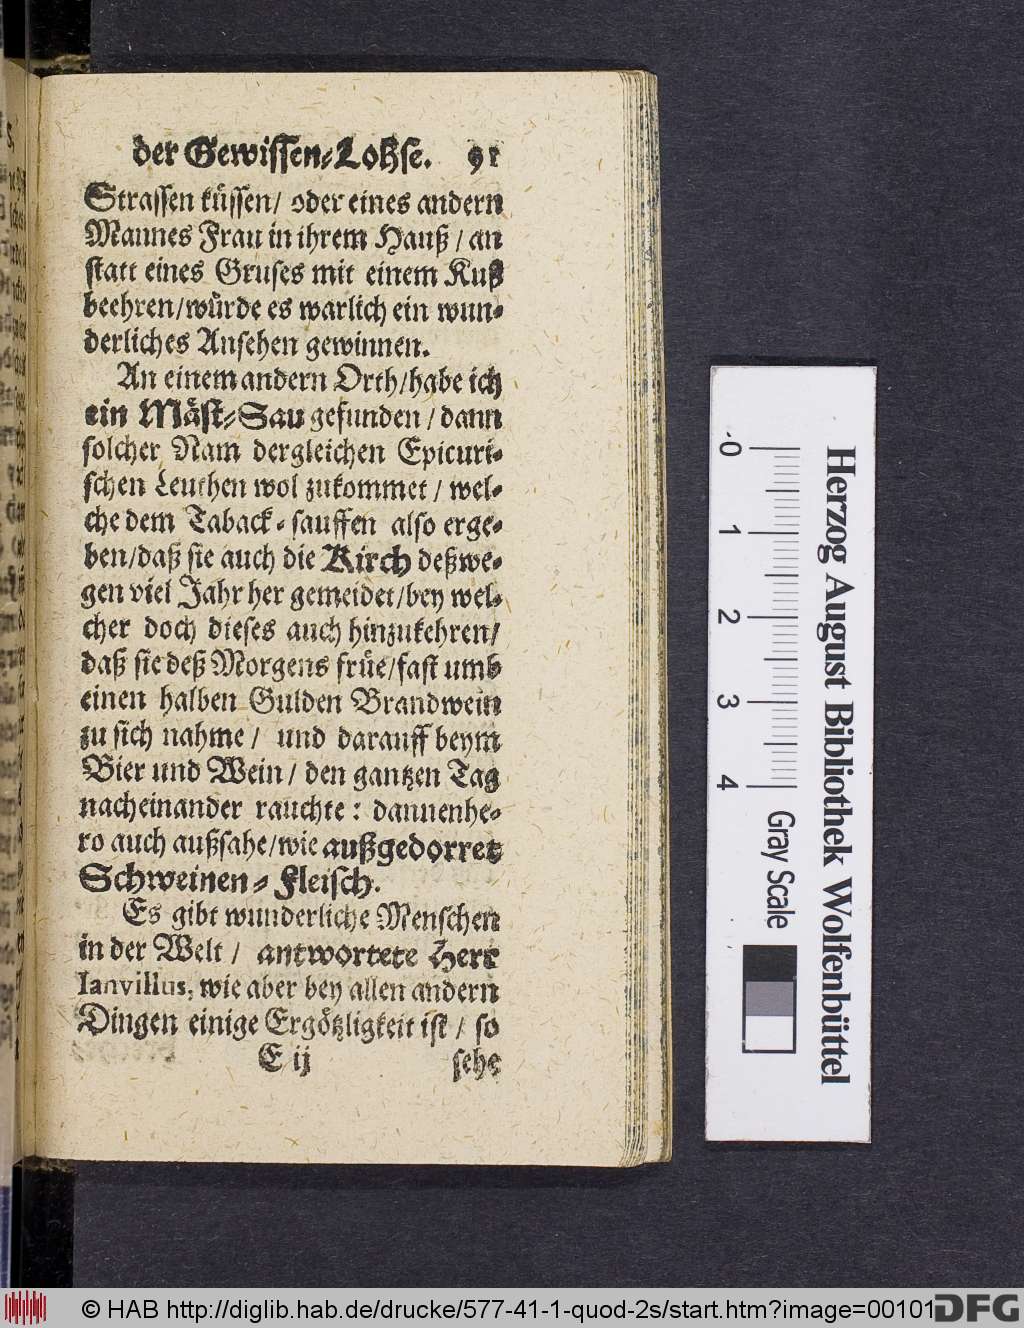 der Gewissen-Lohse. 91
Strassen küssen/ oder eines andern
Mannes Frau in ihrem Hauß / an
statt eines Gruses mit einem Kuß
beehren/würde es warlich ein wun-
derliches Ansehen gewinnen.
An einem andern Orth/habe ich
ein Mäst-Sau gefunden / dann
solcher Nam dergleichen Epicuri-
schen Leuthen wol zukommet / wel-
che dem Taback-sauffen also erge-
ben/daß sie auch die Kirch deßwe-
gen viel Jahr her gemeidet/bey wel-
cher doch dieses auch hinzukehren/
daß sie deß Morgens früe/fast umb
einen halben Gulden Brandwein
zu sich nahme / und darauff beym
Bier und Wein / den gantzen Tag
nacheinander rauchte: dannenhe-
ro auch außsahe/wie außgedorret
Schweinen-Fleisch.
Es gibt wunderliche Menschen
in der Welt / antwortete Herr
Ianvillus, wie aber bey allen andern
Dingen einige Ergötzligkeit ist / so
E ij sehe
Herzog August Bibliothek Wolfenbüttel
0 1 2 3 4 Gray Scale
© HAB http://diglib.hab.de/drucke/577-41-1-quod-2s/start.htm?image=00101
DFG